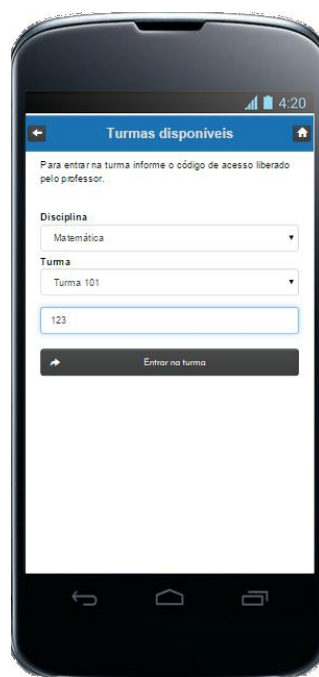 4:20
Turmas disponíveis
Para entrar na turma informe o código de acesso liberado
pelo professor.
Disciplina
Matemática
Turma
Turma 101
123
Entrar na turma